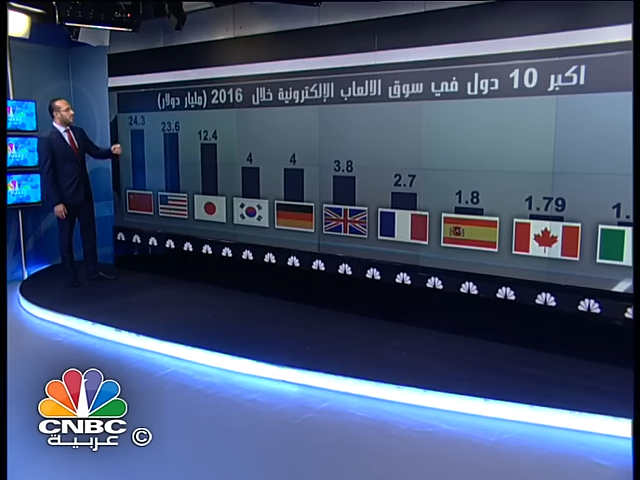 اكبر 10 دول في سوق الالعاب الإلكترونية خلال 2016 (مليار دولار)
24.3 23.6 12.4 4 4 3.8 2.7 1.8 1.79 1.
CNBC
عربية ©